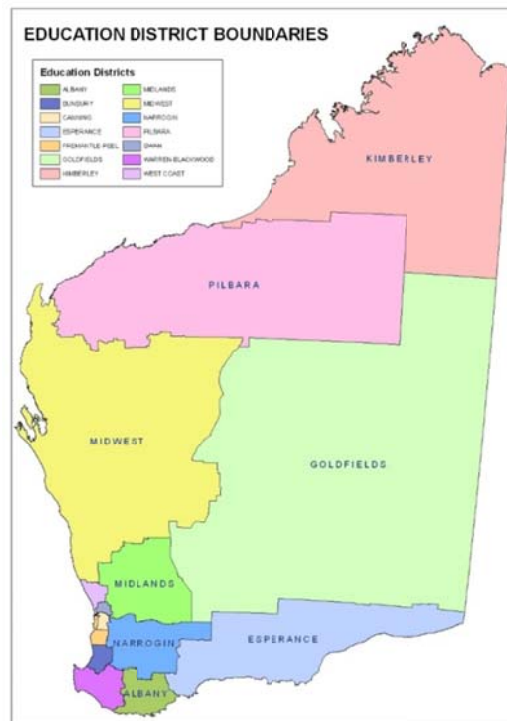 EDUCATION DISTRICT BOUNDARIES
Education Districts
ALBANY
BUNBURY
CANNING
ESPERANCE
FREMANTLE-PEEL
GOLDFIELDS
KIMBERLEY
MIDLANDS
MIDWEST
NARROGIN
PILBARA
SWAN
WARREN-BLACKWOOD
WEST COAST
KIMBERLEY
PILBARA
MIDWEST
GOLDFIELDS
MIDLANDS
NARROGIN
ESPERANCE
ALBANY